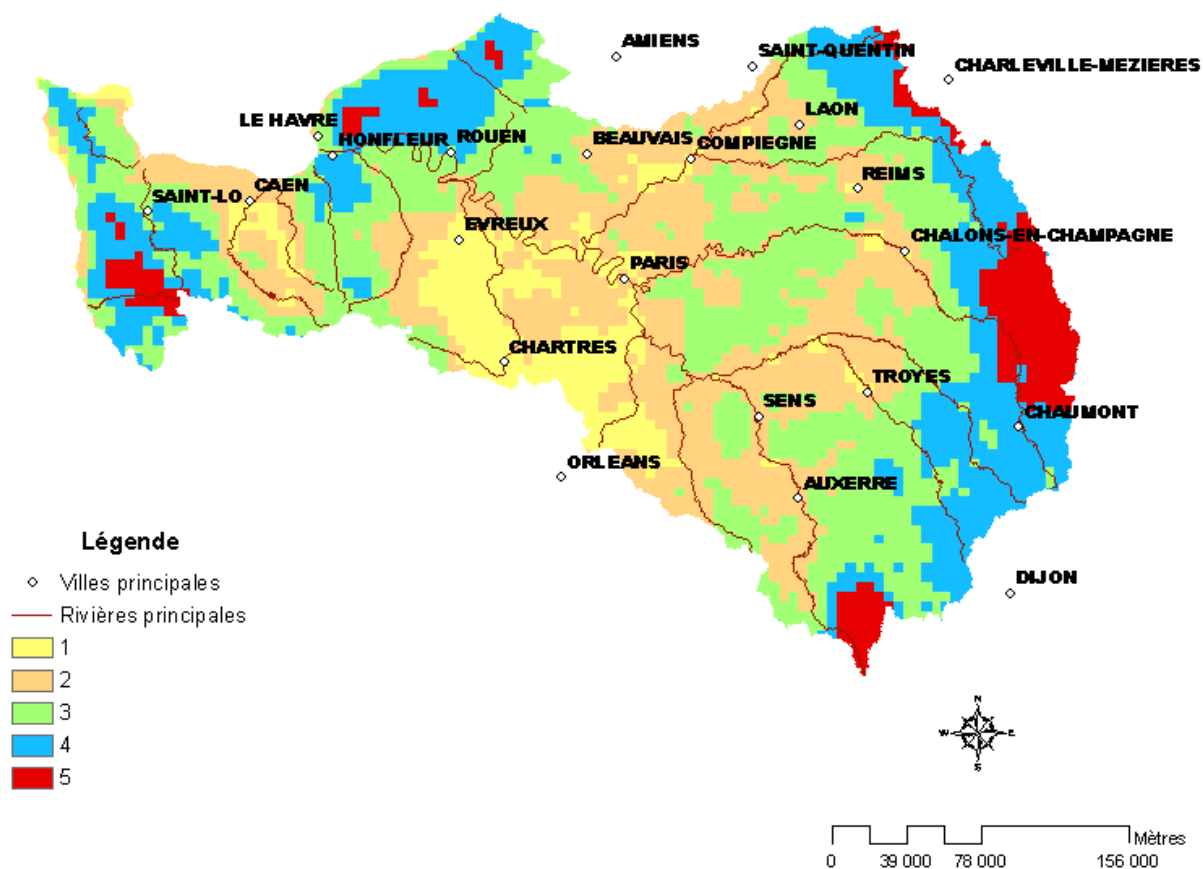 AMIENS
SAINT-QUENTIN
CHARLEVILLE-MEZIERES
LE HAVRE
HONFLEUR
ROUEN
BEAUVAIS
LAON
COMPIEGNE
REIMS
SAINT-LO
CAEN
EVREUX
CHALONS-EN-CHAMPAGNE
PARIS
CHARTRES
TROYES
SENS
CHAUMONT
ORLEANS
AUXERRE
DIJON
Légende
Villes principales
Rivières principales
1
2
3
4
5
N
W E
S
Mètres
0 39 000 78 000 156 000